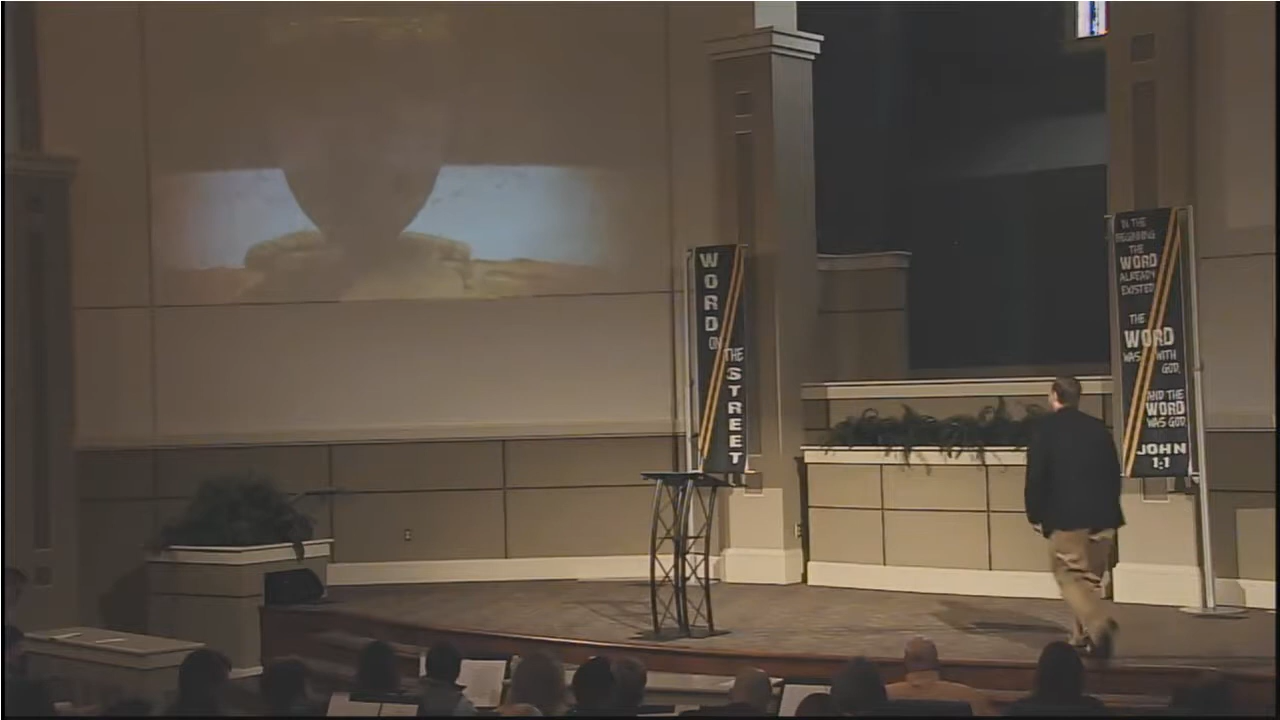 WORD
ON
THE
STREET
IN THE
BEGINNING
THE
WORD
ALREADY
EXISTED
THE
WORD
WAS WITH
GOD,
AND THE
WORD
WAS GOD
JOHN
1:1